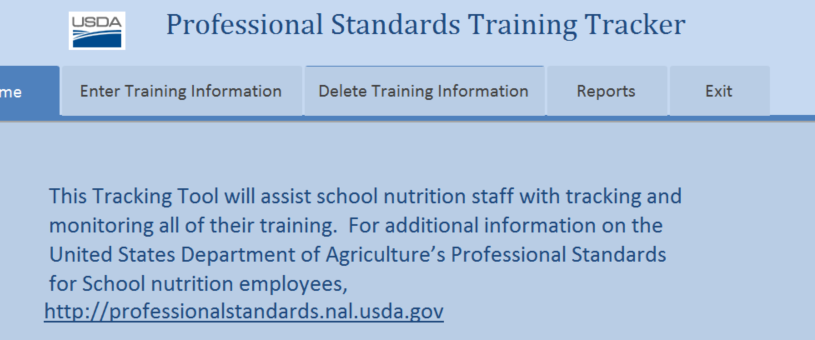 USDA
Professional Standards Training Tracker
me
Enter Training Information
Delete Training Information
Reports
Exit
This Tracking Tool will assist school nutrition staff with tracking and
monitoring all of their training.  For additional information on the
United States Department of Agriculture’s Professional Standards
for School nutrition employees,
http://professionalstandards.nal.usda.gov